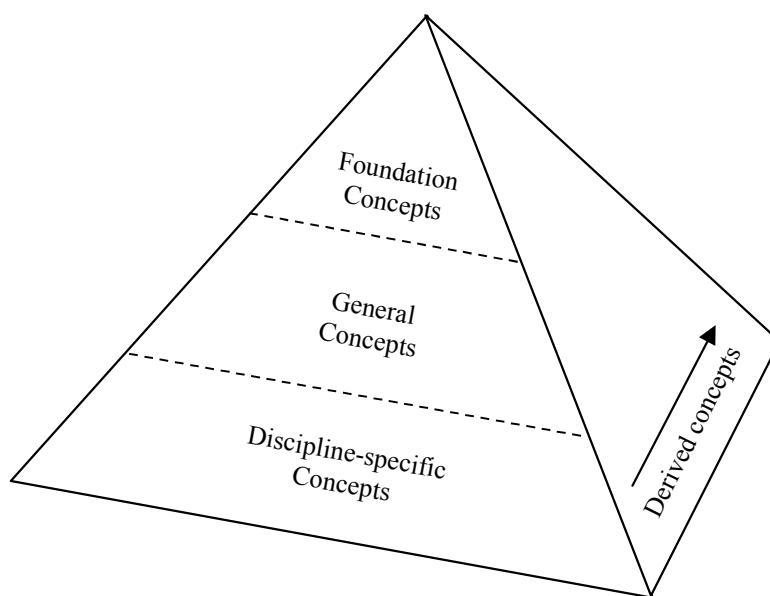 Foundation
Concepts
General
Concepts
Discipline-specific
Concepts
Derived concepts